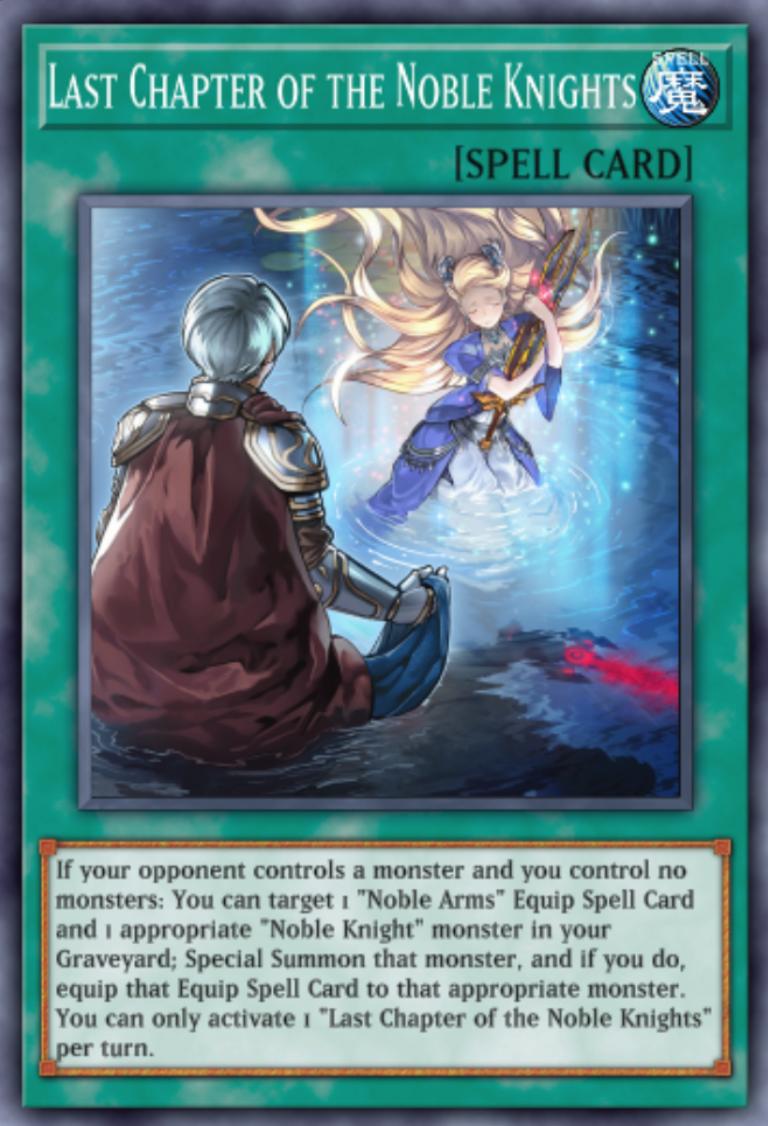 LAST CHAPTER OF THE NOBLE KNIGHTS
SPELL
魔
[SPELL CARD]
If your opponent controls a monster and you control no
monsters: You can target 1 "Noble Arms" Equip Spell Card
and 1 appropriate "Noble Knight" monster in your
Graveyard; Special Summon that monster, and if you do,
equip that Equip Spell Card to that appropriate monster.
You can only activate 1 "Last Chapter of the Noble Knights"
per turn.